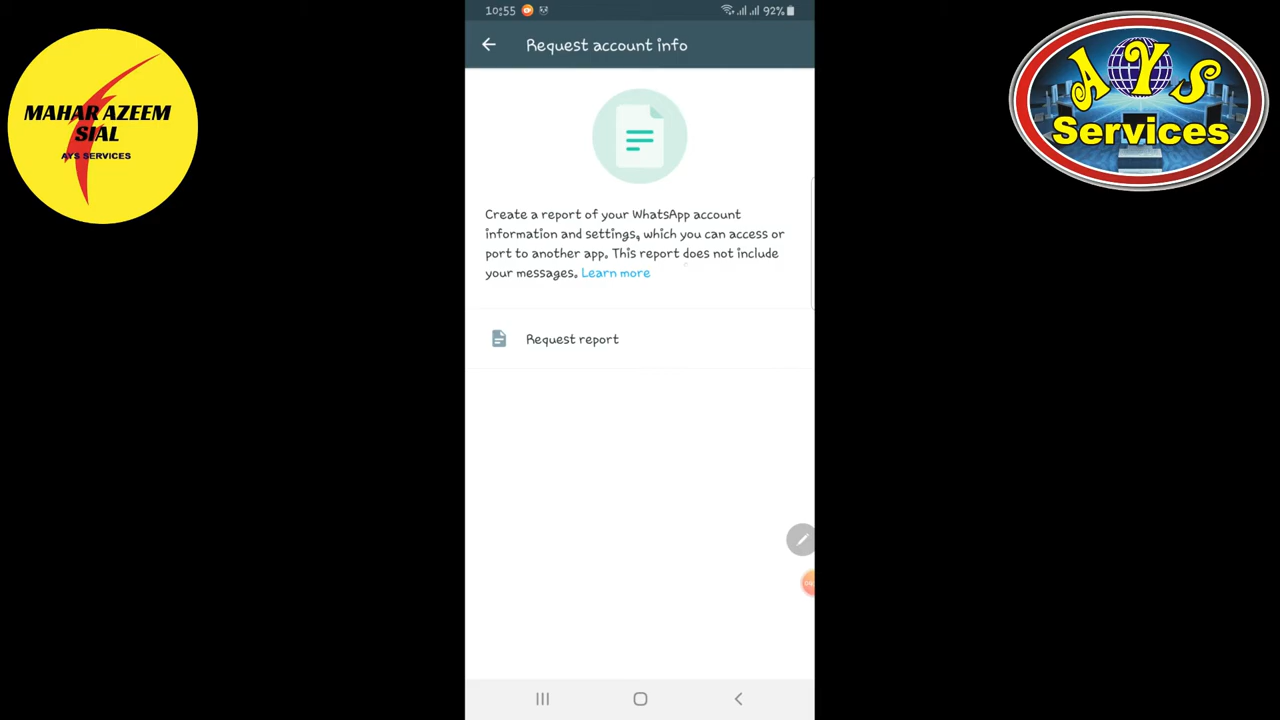 10:55
92%
Request account info
MAHAR AZEEM
SIAL
AYS SERVICES
AYS
Services
Create a report of your WhatsApp account
information and settings, which you can access or
port to another app. This report does not include
your messages. Learn more
Request report